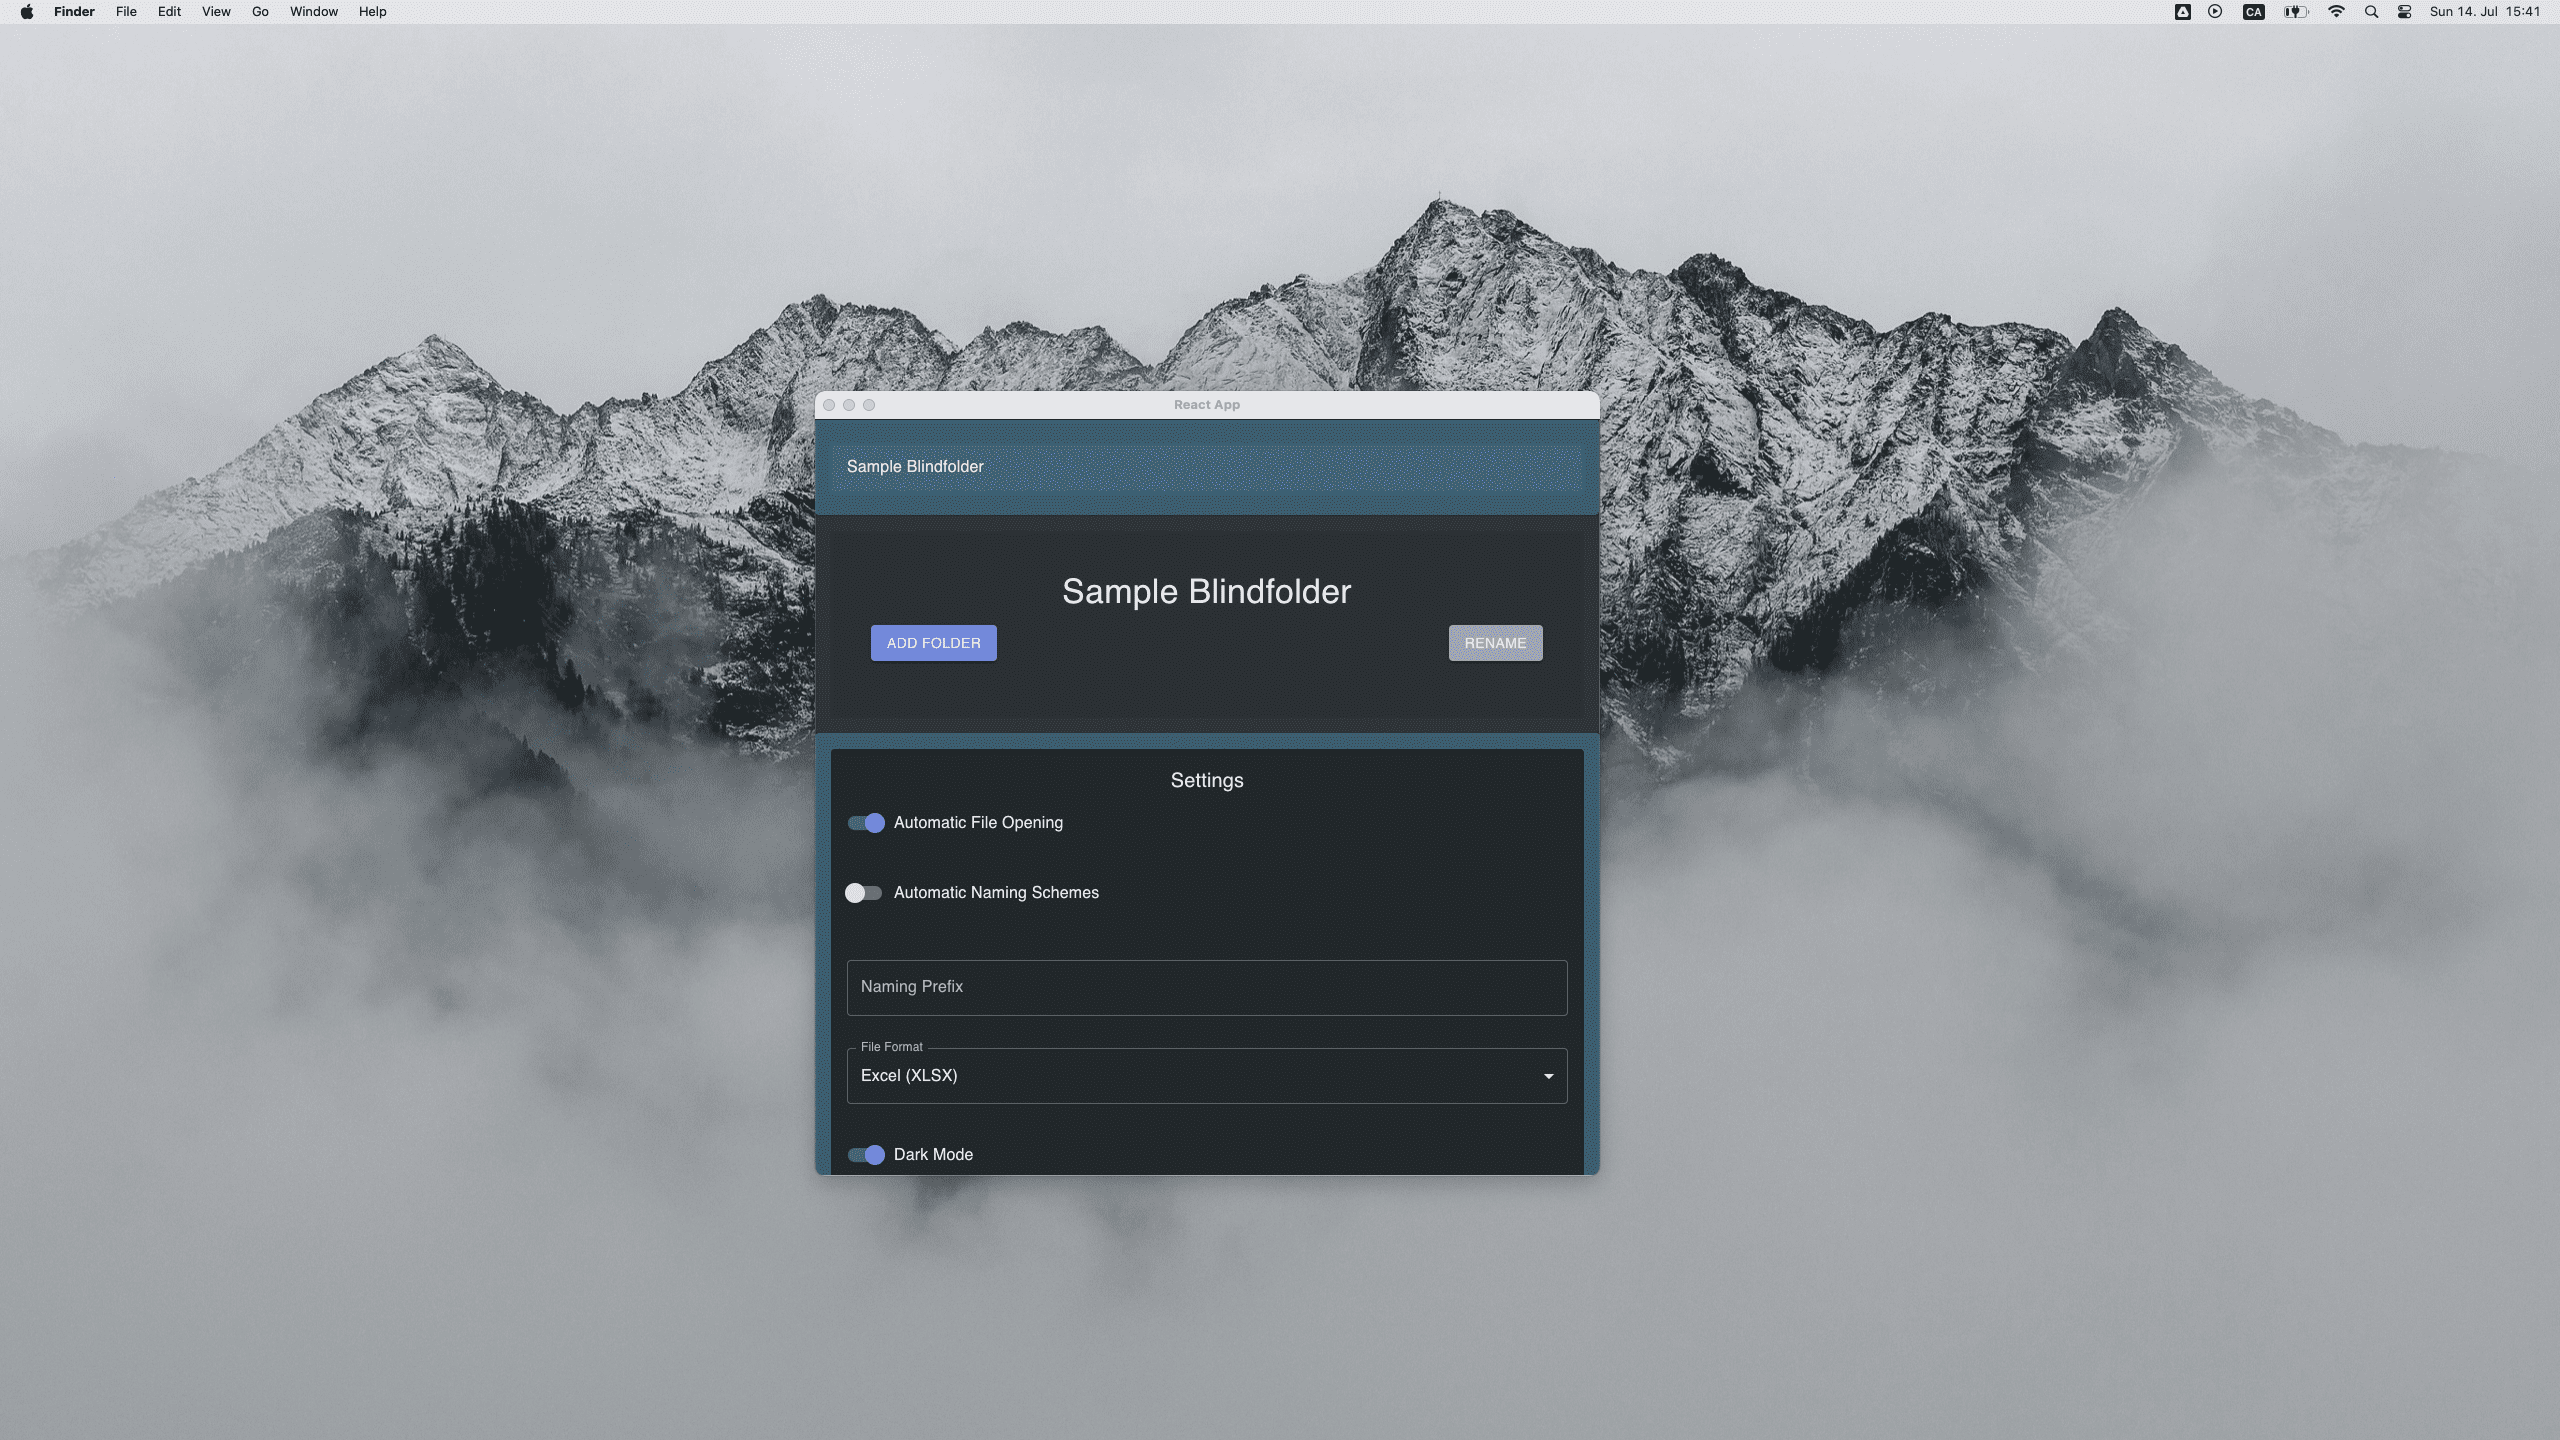 Finder File Edit View Go Window Help CA Sun 14. Jul 15:41
React App
Sample Blindfolder
Sample Blindfolder
ADD FOLDER RENAME
Settings
Automatic File Opening
Automatic Naming Schemes
Naming Prefix
File Format
Excel (XLSX)
Dark Mode